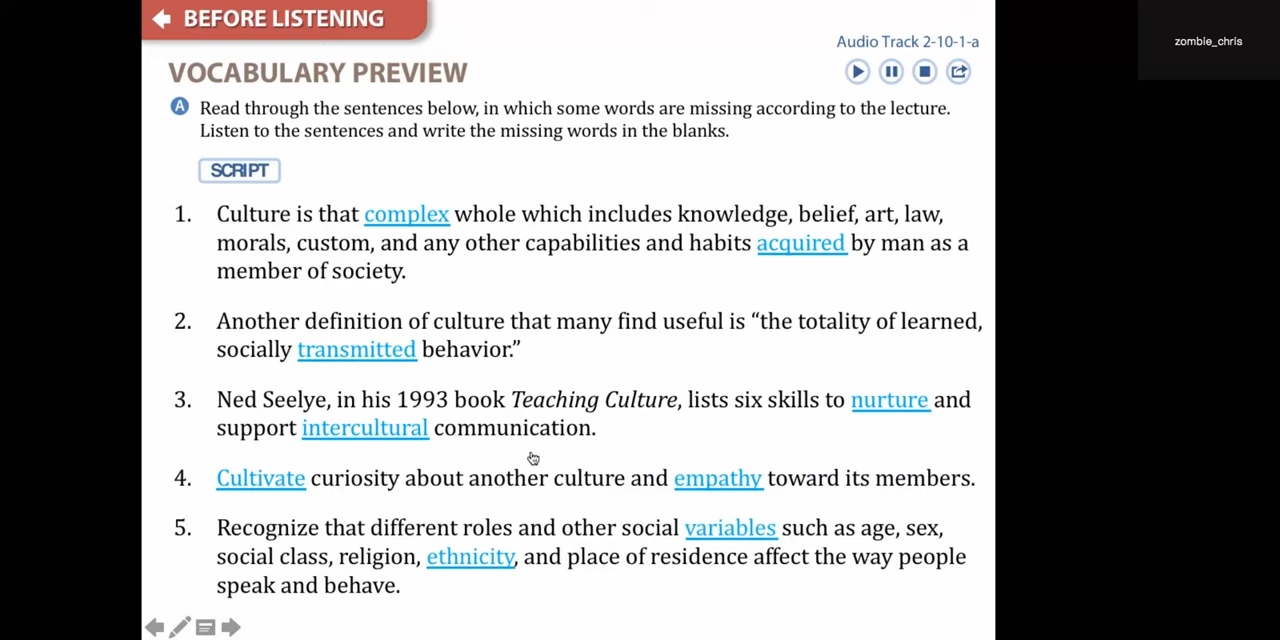 BEFORE LISTENING
zombie_chris
Audio Track 2-10-1-a
VOCABULARY PREVIEW
A Read through the sentences below, in which some words are missing according to the lecture.
Listen to the sentences and write the missing words in the blanks.
SCRIPT
1. Culture is that complex whole which includes knowledge, belief, art, law,
morals, custom, and any other capabilities and habits acquired by man as a
member of society.
2. Another definition of culture that many find useful is “the totality of learned,
socially transmitted behavior.”
3. Ned Seelye, in his 1993 book Teaching Culture, lists six skills to nurture and
support intercultural communication.
4. Cultivate curiosity about another culture and empathy toward its members.
5. Recognize that different roles and other social variables such as age, sex,
social class, religion, ethnicity, and place of residence affect the way people
speak and behave.